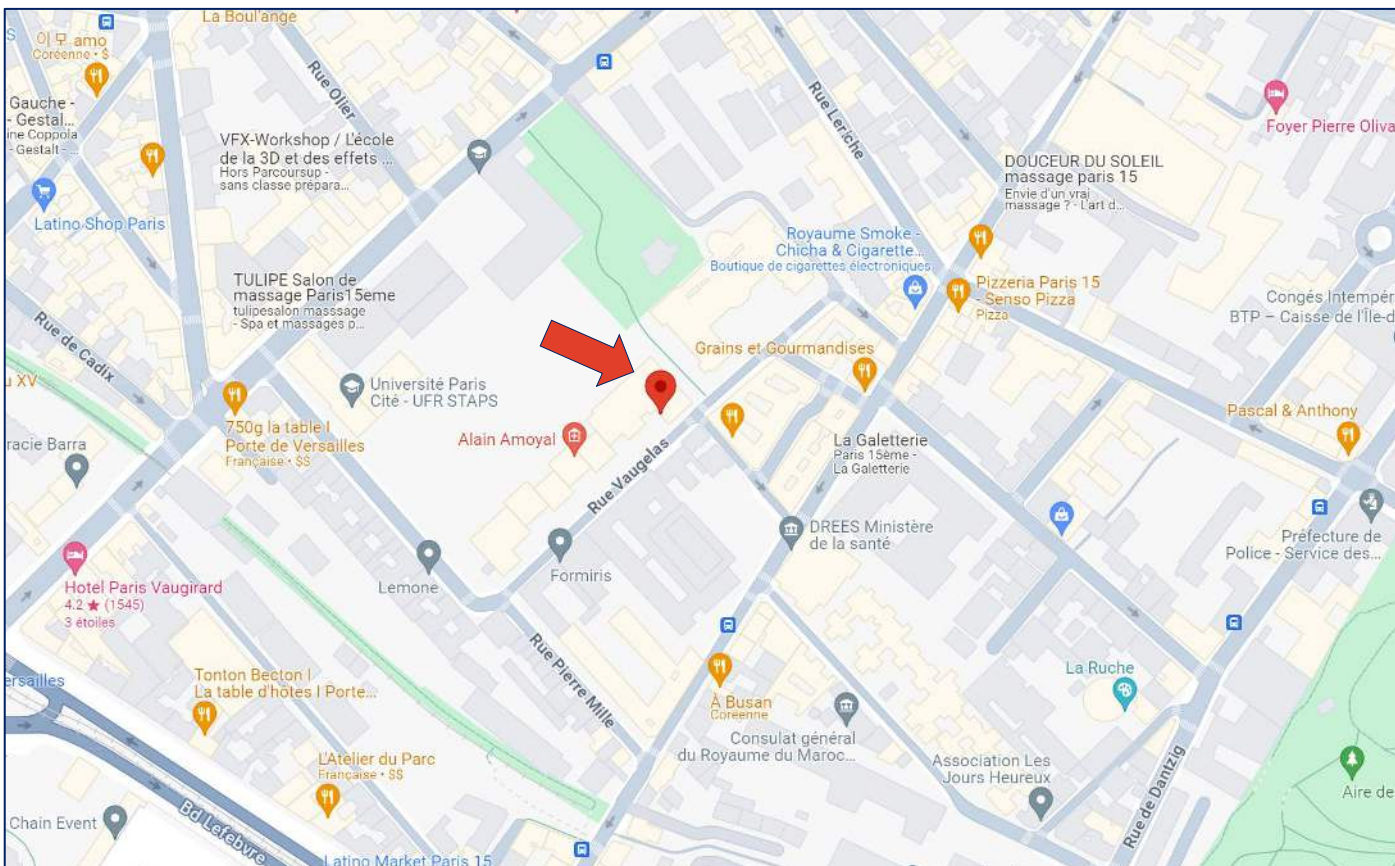 La Boul'ange
이모 amo
Coréenne • $
Gauche -
- Gestal...
ine Coppola
- Gestalt - ...
Latino Shop Paris
Rue Olier
VFX-Workshop / L'école
de la 3D et des effets ...
Hors Parcoursup -
sans classe prépara...
Rue Leriche
Foyer Pierre Oliva
DOUCEUR DU SOLEIL
massage paris 15
Envie d'un vrai
massage ? - L'art d...
Royaume Smoke -
Chicha & Cigarette...
Boutique de cigarettes électroniques
Pizzeria Paris 15
- Senso Pizza
Pizza
Congés Intempér
BTP – Caisse de l'Île-d
TULIPE Salon de
massage Paris15ème
tulipesalon masssage
- Spa et massages p...
Rue de Cadix
u XV
Grains et Gourmandises
Université Paris
Cité - UFR STAPS
750g la table |
Porte de Versailles
Française • $$
Alain Amoyal
Pascal & Anthony
racie Barra
La Galetterie
Paris 15ème -
La Galetterie
Rue Vaugelas
DREES Ministère
de la santé
Préfecture de
Police - Service des...
Formiris
Lemone
Hotel Paris Vaugirard
4.2 ★ (1545)
3 étoiles
Rue Pierre Mille
La Ruche
ersailles
Tonton Becton |
La table d'hôtes | Porte...
À Busan
Coréenne
Consulat général
du Royaume du Maroc...
Association Les
Jours Heureux
Rue de Dantzig
L'Atelier du Parc
Française • $$
Aire de
Chain Event
Bd Lefebvre
Latino Market Paris 15